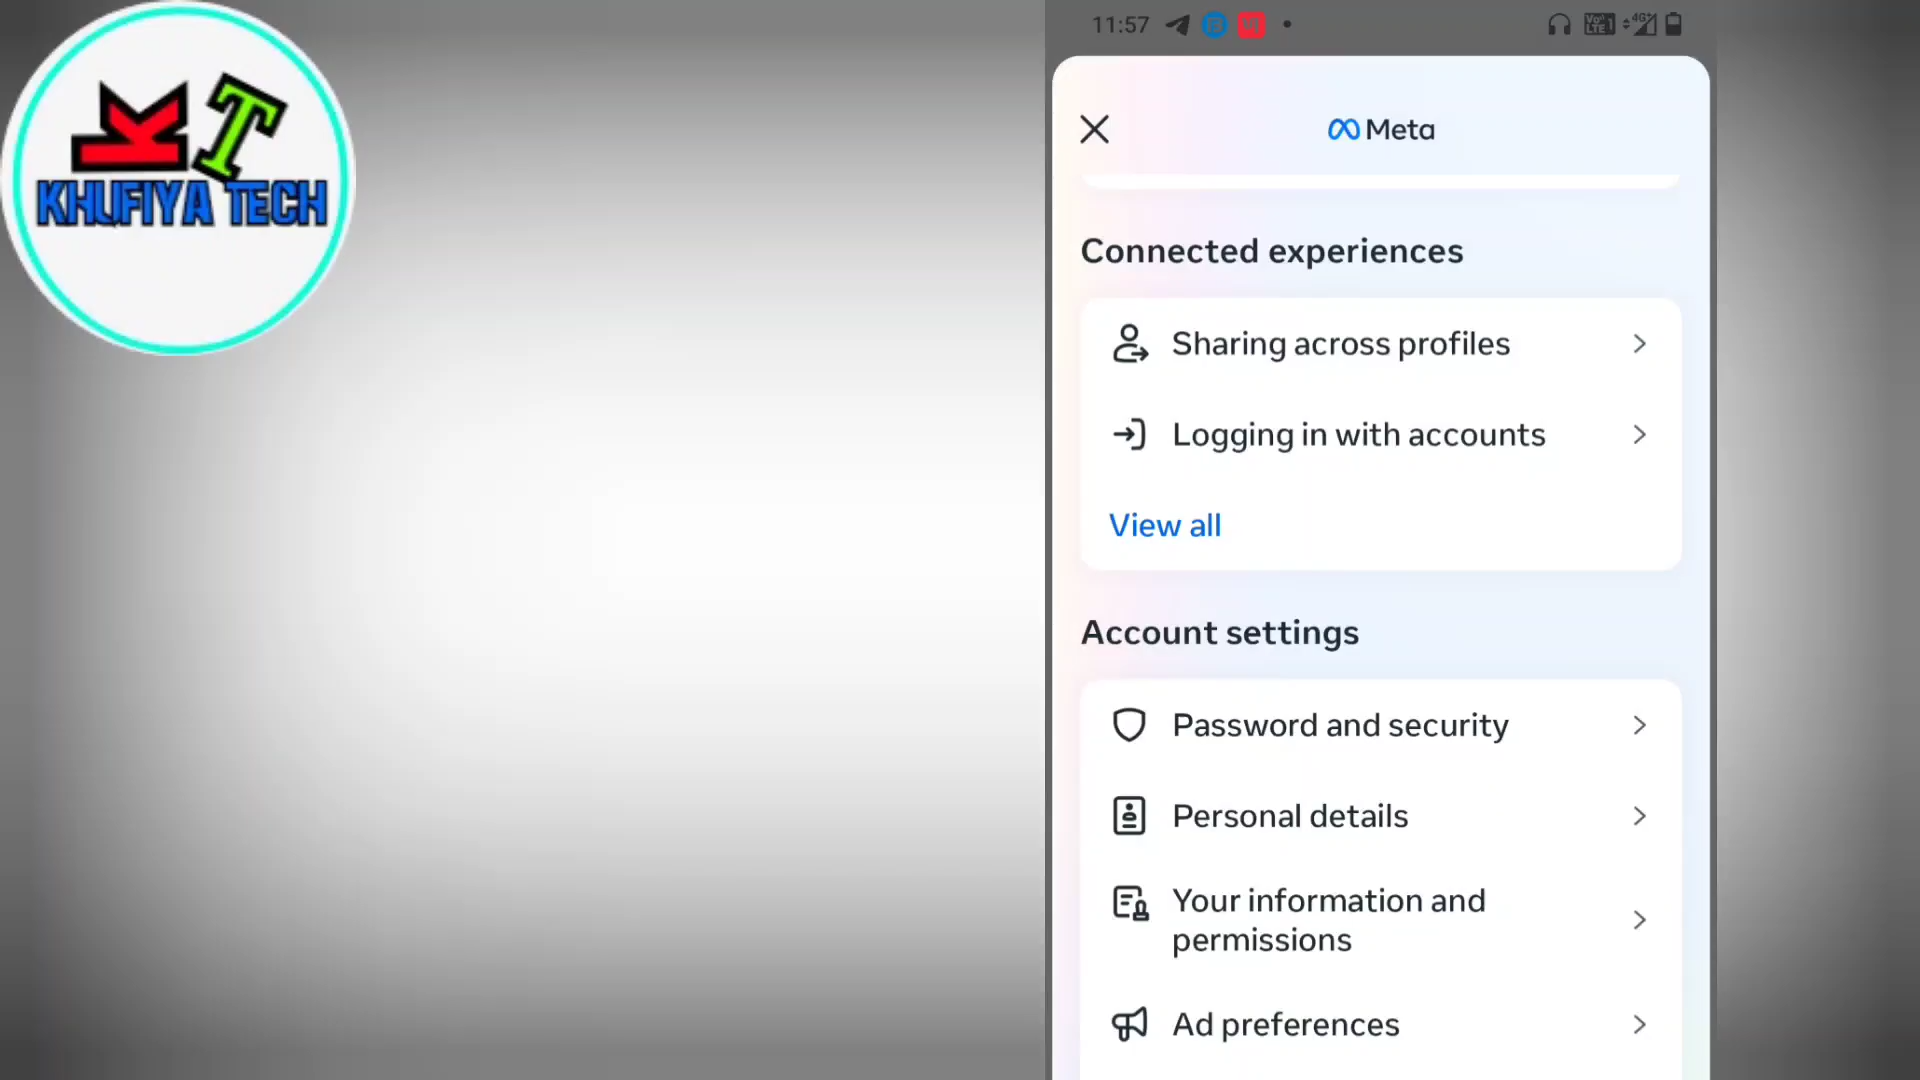 KT
KHUFIYA TECH
11:57
Meta
Connected experiences
Sharing across profiles
Logging in with accounts
View all
Account settings
Password and security
Personal details
Your information and
permissions
Ad preferences